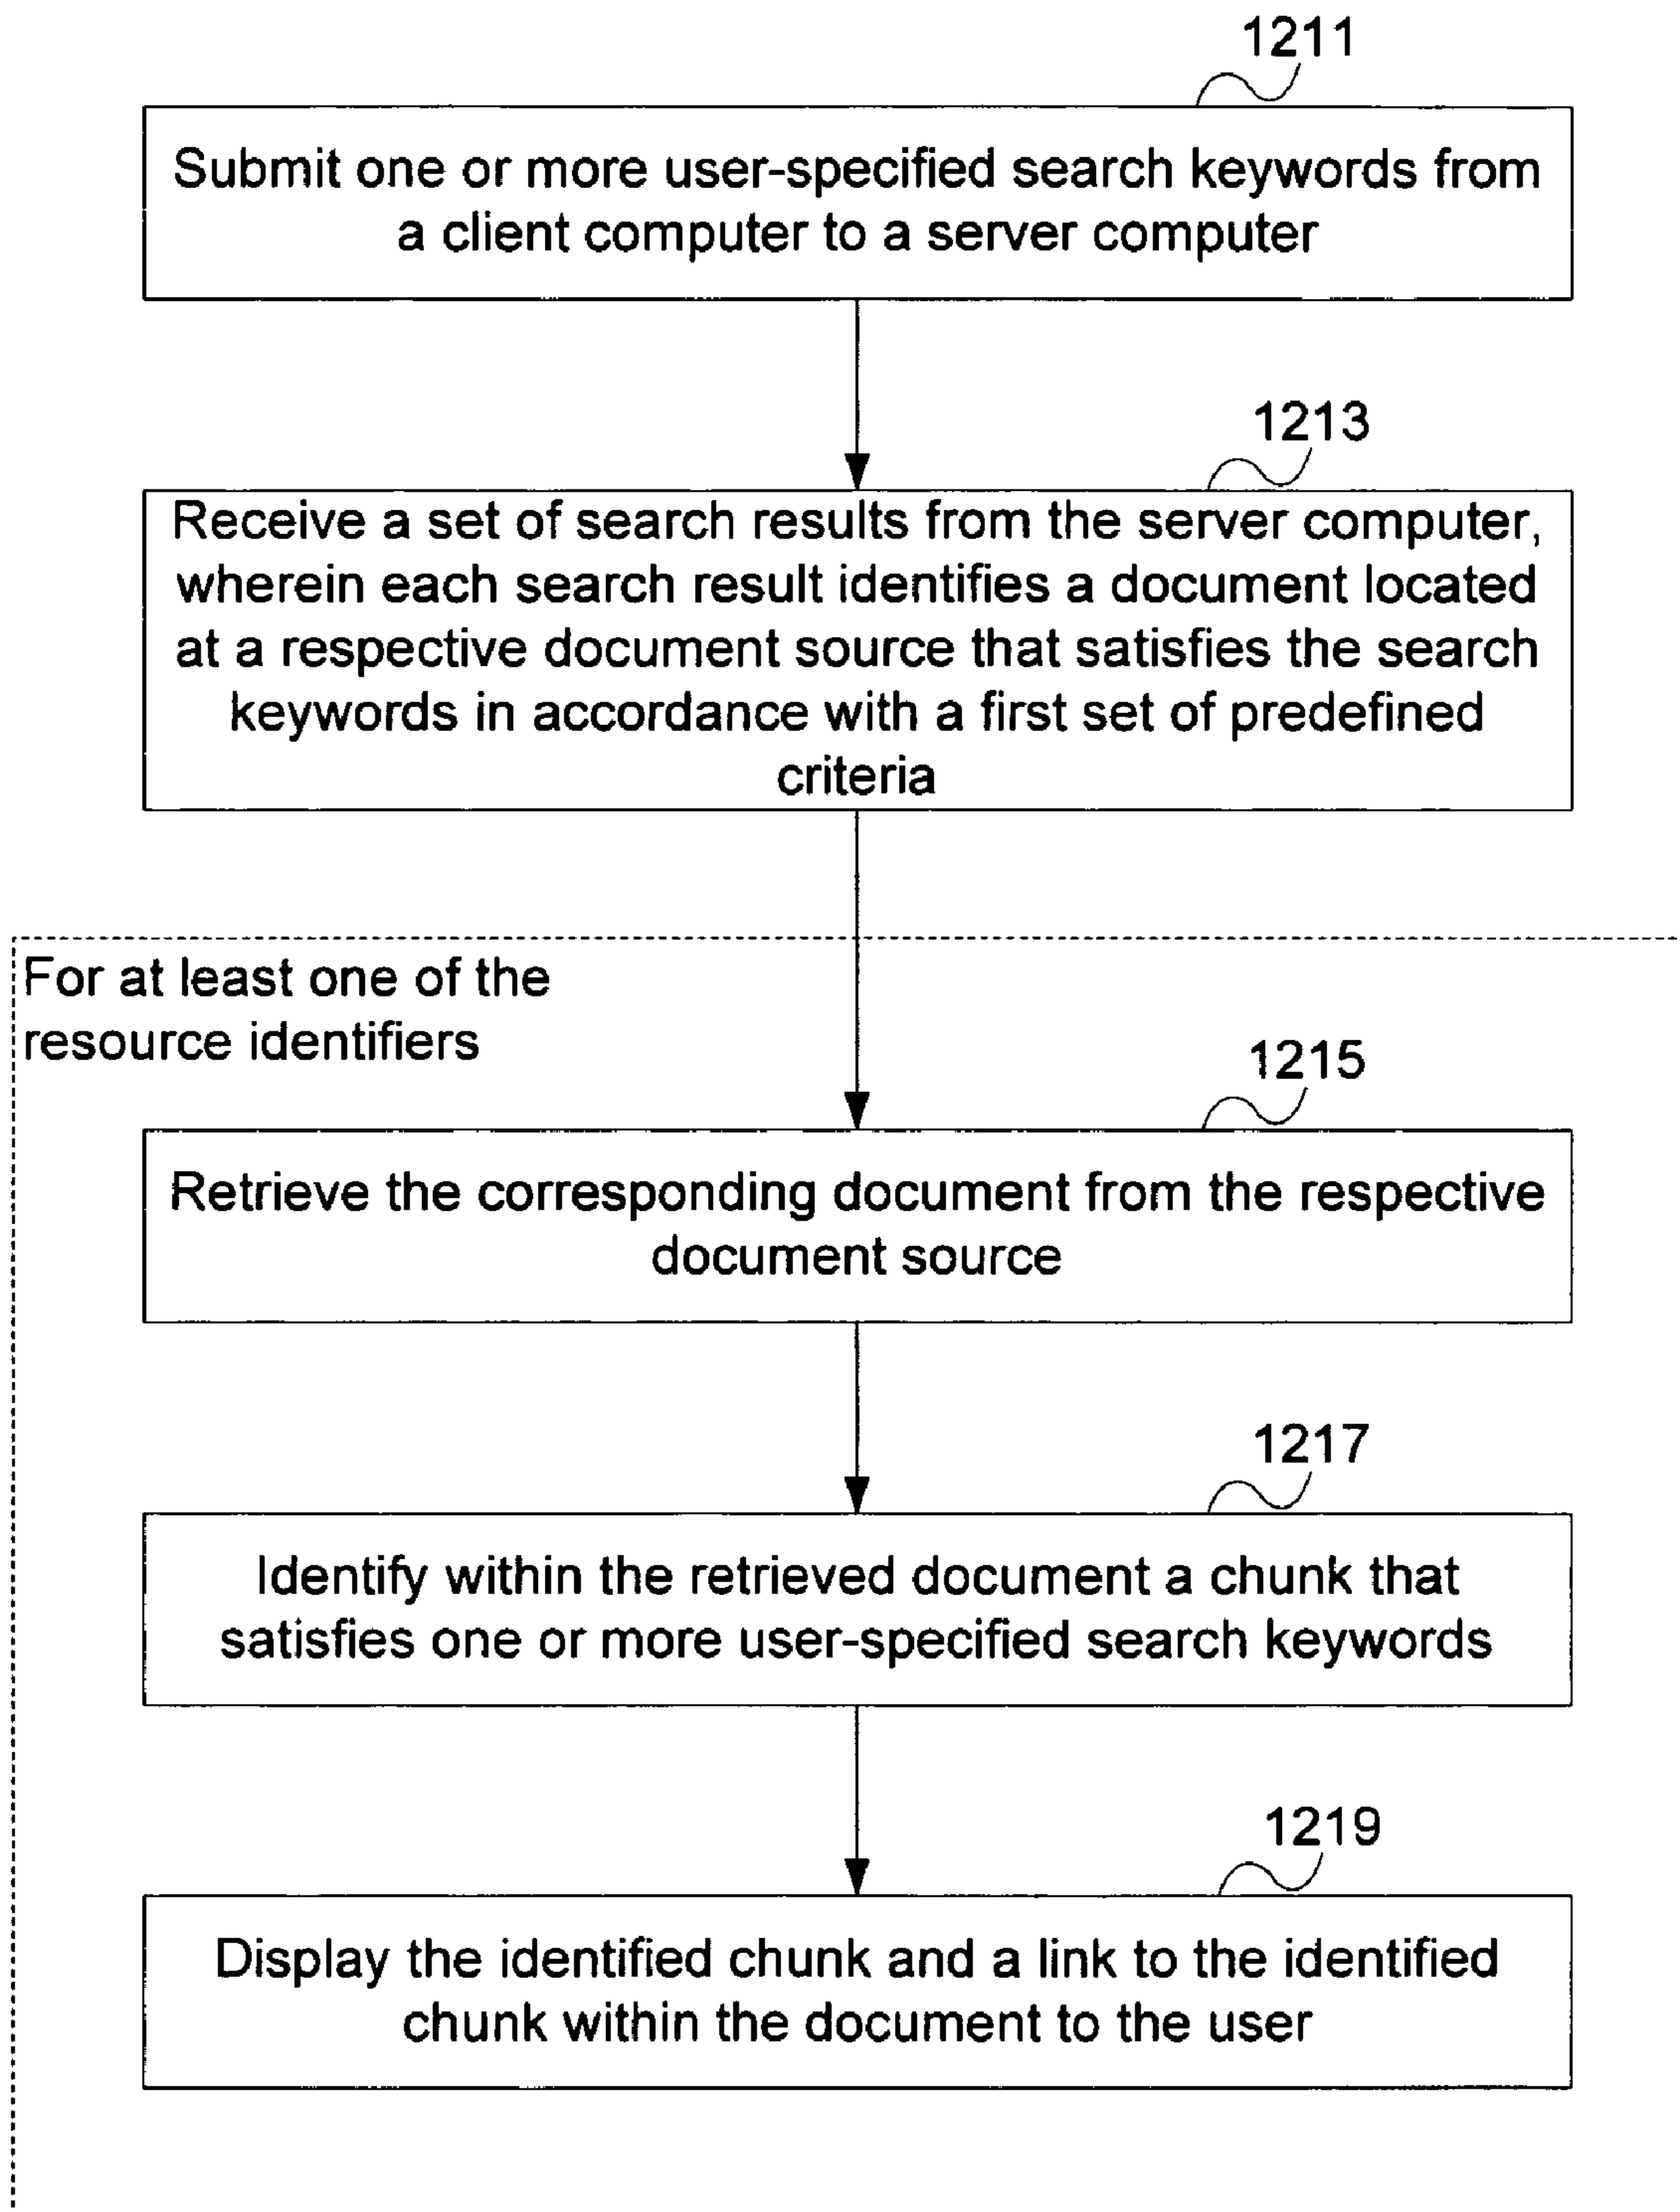 1211
Submit one or more user-specified search keywords from
a client computer to a server computer
1213
Receive a set of search results from the server computer,
wherein each search result identifies a document located
at a respective document source that satisfies the search
keywords in accordance with a first set of predefined
criteria
For at least one of the
resource identifiers
1215
Retrieve the corresponding document from the respective
document source
1217
Identify within the retrieved document a chunk that
satisfies one or more user-specified search keywords
1219
Display the identified chunk and a link to the identified
chunk within the document to the user